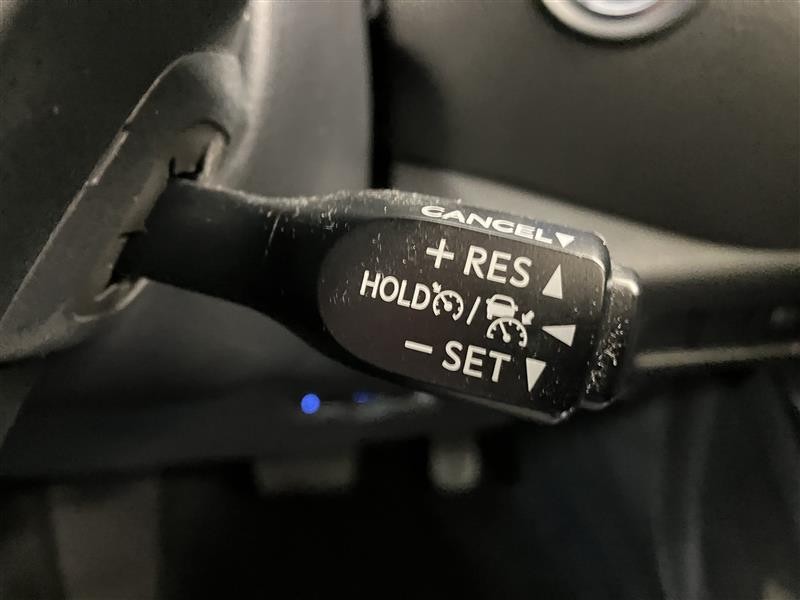 CANCEL
+ RES
HOLD /
− SET